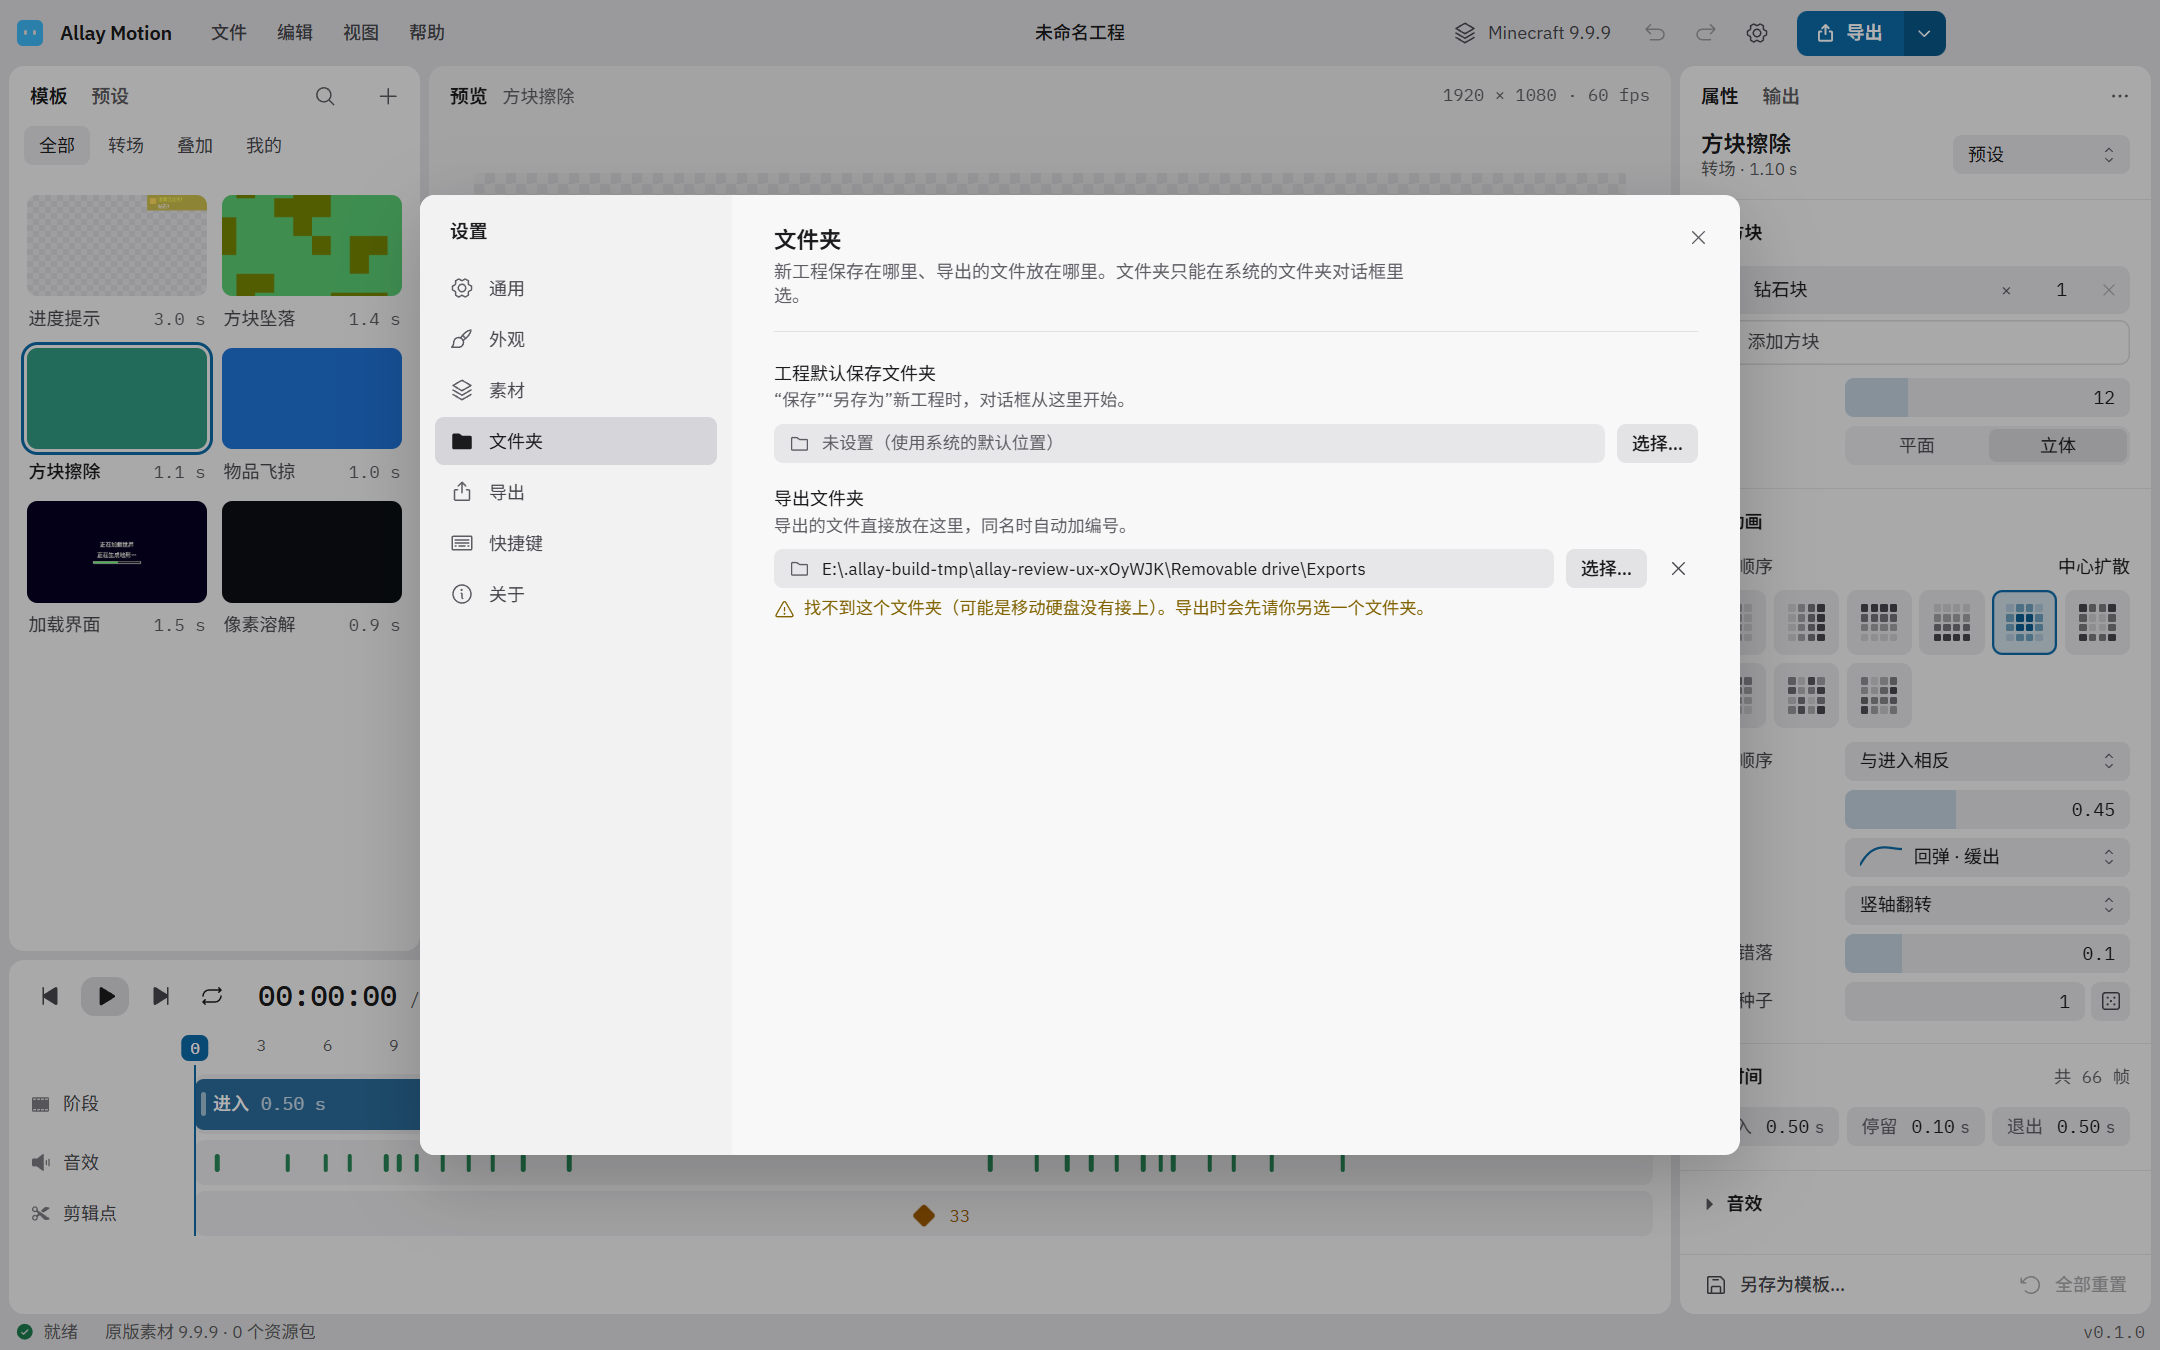 Allay Motion 文件 编辑 视图 帮助
未命名工程
Minecraft 9.9.9
导出
模板 预设
全部 转场 叠加 我的
进度提示 3.0 s
方块坠落 1.4 s
方块擦除 1.1 s
物品飞掠 1.0 s
加载界面 1.5 s
像素溶解 0.9 s
预览 方块擦除
1920 × 1080 · 60 fps
设置
通用
外观
素材
文件夹
导出
快捷键
关于
文件夹
新工程保存在哪里、导出的文件放在哪里。文件夹只能在系统的文件夹对话框里
选。
工程默认保存文件夹
“保存”“另存为”新工程时，对话框从这里开始。
未设置（使用系统的默认位置）
选择...
导出文件夹
导出的文件直接放在这里，同名时自动加编号。
E:\.allay-build-tmp\allay-review-ux-xOyWJK\Removable drive\Exports
选择...
找不到这个文件夹（可能是移动硬盘没有接上）。导出时会先请你另选一个文件夹。
属性 输出
方块擦除
转场 · 1.10 s
预设
块
钻石块 × 1
添加方块
12
平面 立体
画
顺序 中心扩散
顺序 与进入相反
0.45
回弹 · 缓出
竖轴翻转
错落 0.1
种子 1
间 共 66 帧
入 0.50 s 停留 0.10 s 退出 0.50 s
音效
另存为模板...
全部重置
00:00:00 /
0 3 6 9
阶段 进入 0.50 s
音效
剪辑点 33
就绪 原版素材 9.9.9 · 0 个资源包
v0.1.0